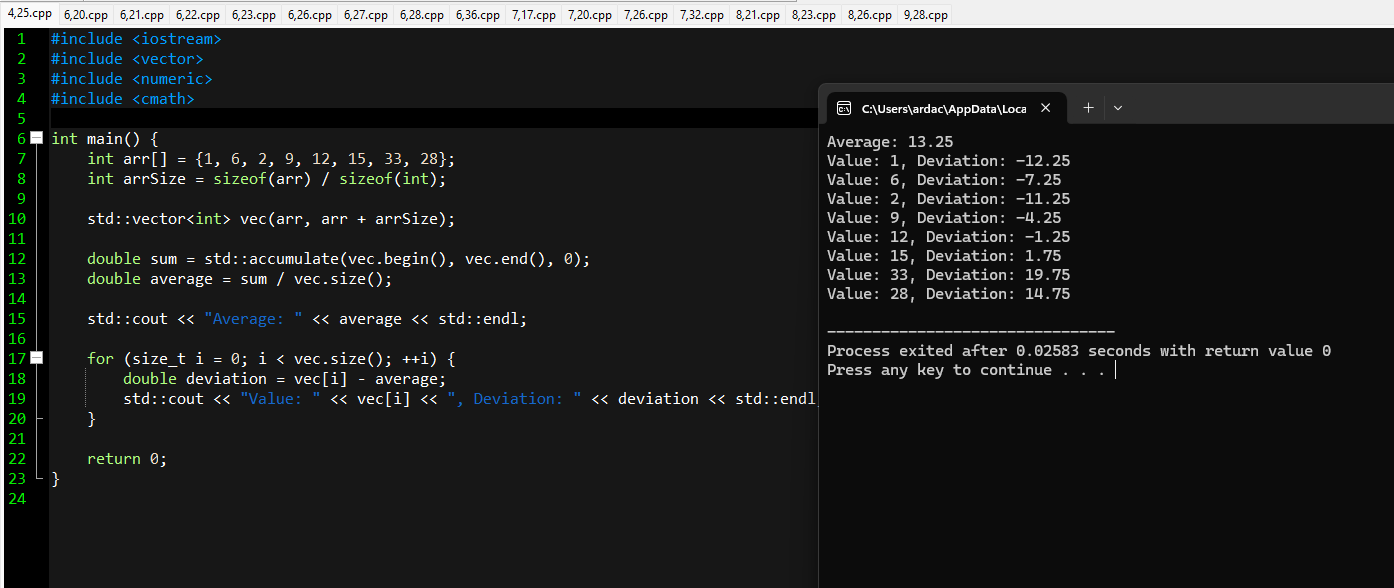 4,25.cpp 6,20.cpp 6,21.cpp 6,22.cpp 6,23.cpp 6,26.cpp 6,27.cpp 6,28.cpp 6,36.cpp 7,17.cpp 7,20.cpp 7,26.cpp 7,32.cpp 8,21.cpp 8,23.cpp 8,26.cpp 9,28.cpp
1 #include <iostream>
2 #include <vector>
3 #include <numeric>
4 #include <cmath>
5
6 int main() {
7     int arr[] = {1, 6, 2, 9, 12, 15, 33, 28};
8     int arrSize = sizeof(arr) / sizeof(int);
9
10     std::vector<int> vec(arr, arr + arrSize);
11
12     double sum = std::accumulate(vec.begin(), vec.end(), 0);
13     double average = sum / vec.size();
14
15     std::cout << "Average: " << average << std::endl;
16
17     for (size_t i = 0; i < vec.size(); ++i) {
18         double deviation = vec[i] - average;
19         std::cout << "Value: " << vec[i] << ", Deviation: " << deviation << std::endl
20     }
21
22     return 0;
23 }
24
C:\Users\ardac\AppData\Loca
Average: 13.25
Value: 1, Deviation: -12.25
Value: 6, Deviation: -7.25
Value: 2, Deviation: -11.25
Value: 9, Deviation: -4.25
Value: 12, Deviation: -1.25
Value: 15, Deviation: 1.75
Value: 33, Deviation: 19.75
Value: 28, Deviation: 14.75
--------------------------------
Process exited after 0.02583 seconds with return value 0
Press any key to continue . . .